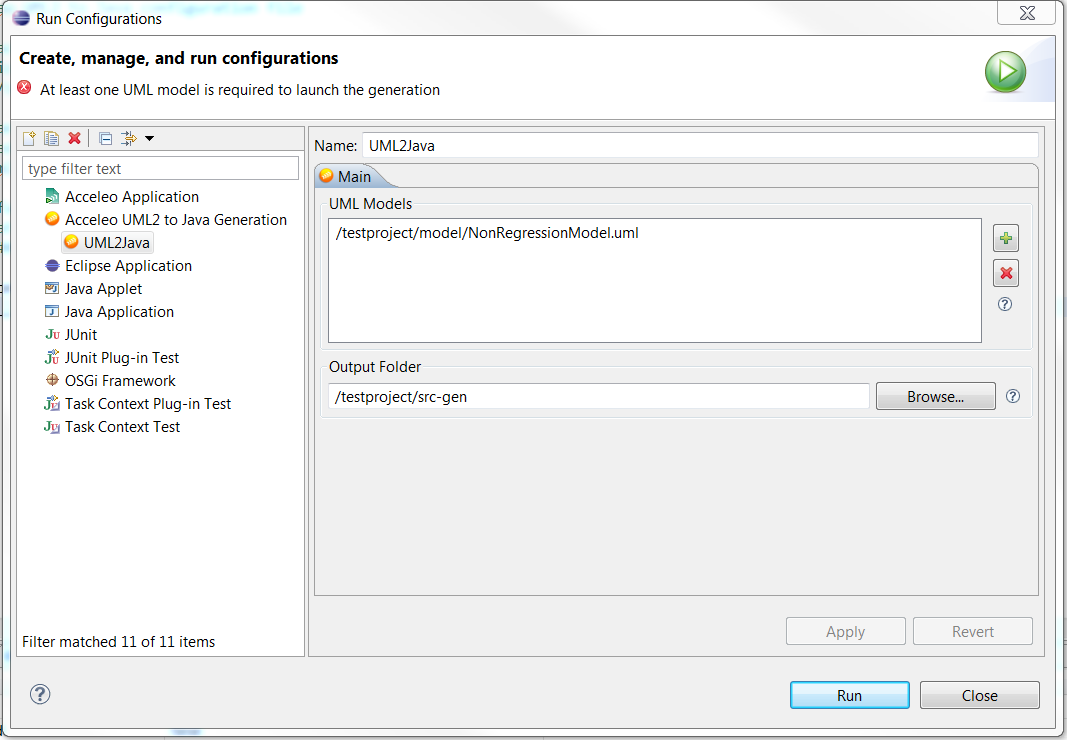 Run Configurations
Create, manage, and run configurations
At least one UML model is required to launch the generation
type filter text
Acceleo Application
Acceleo UML2 to Java Generation
UML2Java
Eclipse Application
Java Applet
Java Application
JUnit
JUnit Plug-in Test
OSGi Framework
Task Context Plug-in Test
Task Context Test
Filter matched 11 of 11 items
Name: UML2Java
Main
UML Models
/testproject/model/NonRegressionModel.uml
Output Folder
/testproject/src-gen Browse...
Apply Revert
Run Close